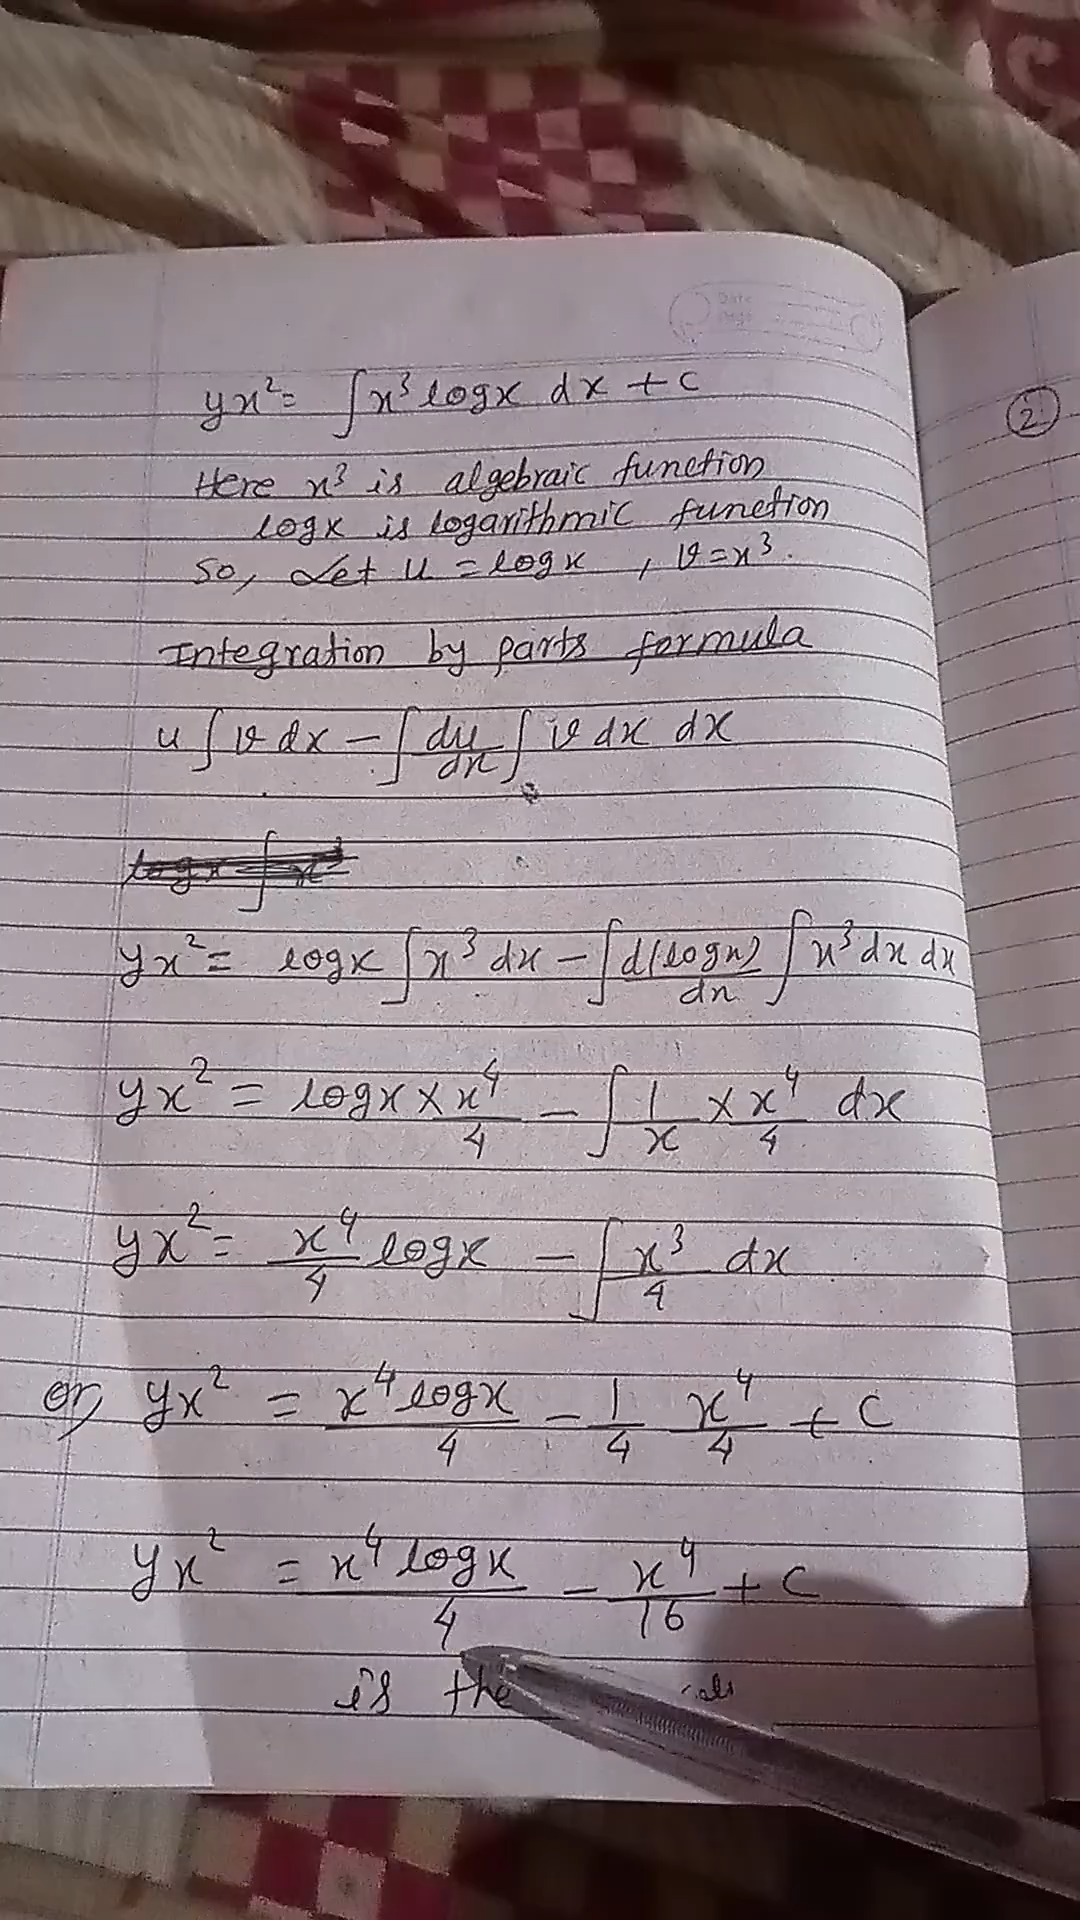 Date
Page
yx² = ∫x³ logx dx + c
2.
Here x³ is algebraic function
logx is logarithmic function
So, Let u = logx , v = x³.
Integration by parts formula
u∫v dx − ∫du/dx ∫v dx dx
yx² = logx ∫x³ dx − ∫d(logx)/dx ∫x³ dx dx
yx² = logx × x⁴/4 − ∫1/x × x⁴/4 dx
yx² = x⁴/4 logx − ∫x³/4 dx
or, yx² = x⁴ logx/4 − 1/4 x⁴/4 + c
yx² = x⁴ logx/4 − x⁴/16 + c
is the